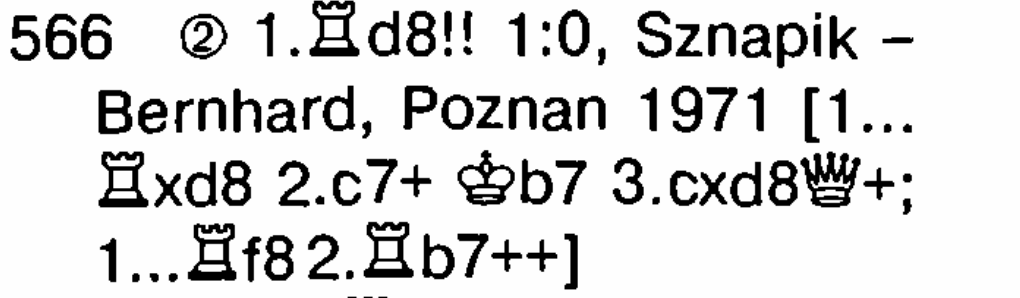 566 ② 1.♖d8!! 1:0, Sznapik –
Bernhard, Poznan 1971 [1...
♖xd8 2.c7+ ♔b7 3.cxd8♕+;
1...♖f8 2.♖b7++]